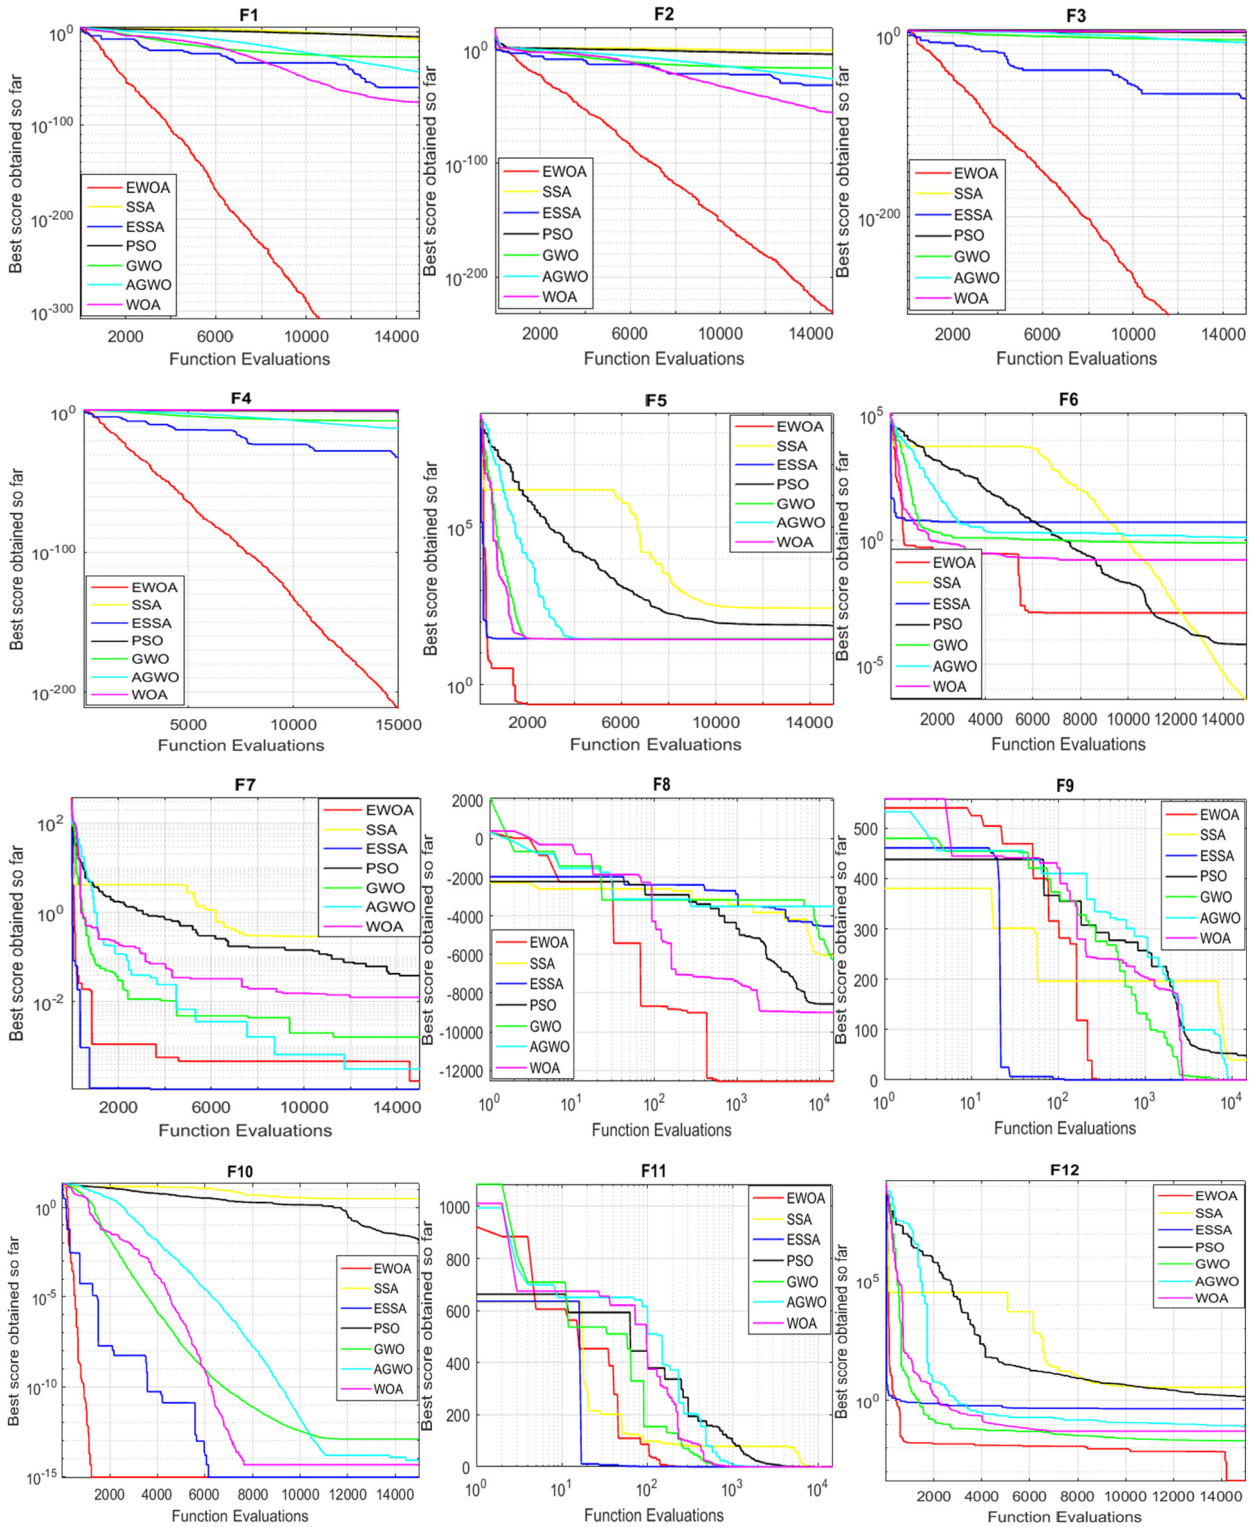 F1
Best score obtained so far
10^0
10^-100
10^-200
10^-300
EWOA
SSA
ESSA
PSO
GWO
AGWO
WOA
2000 6000 10000 14000
Function Evaluations
F2
Best score obtained so far
10^0
10^-100
10^-200
EWOA
SSA
ESSA
PSO
GWO
AGWO
WOA
2000 6000 10000 14000
Function Evaluations
F3
Best score obtained so far
10^0
10^-200
EWOA
SSA
ESSA
PSO
GWO
AGWO
WOA
2000 6000 10000 14000
Function Evaluations
F4
Best score obtained so far
10^0
10^-100
10^-200
EWOA
SSA
ESSA
PSO
GWO
AGWO
WOA
5000 10000 15000
Function Evaluations
F5
Best score obtained so far
10^5
10^0
EWOA
SSA
ESSA
PSO
GWO
AGWO
WOA
2000 6000 10000 14000
Function Evaluations
F6
Best score obtained so far
10^5
10^0
10^-5
EWOA
SSA
ESSA
PSO
GWO
AGWO
WOA
2000 4000 6000 8000 10000 12000 14000
Function Evaluations
F7
Best score obtained so far
10^2
10^0
10^-2
EWOA
SSA
ESSA
PSO
GWO
AGWO
WOA
2000 6000 10000 14000
Function Evaluations
F8
Best score obtained so far
2000
0
-2000
-4000
-6000
-8000
-10000
-12000
EWOA
SSA
ESSA
PSO
GWO
AGWO
WOA
10^0 10^1 10^2 10^3 10^4
Function Evaluations
F9
Best score obtained so far
500
400
300
200
100
0
EWOA
SSA
ESSA
PSO
GWO
AGWO
WOA
10^0 10^1 10^2 10^3 10^4
Function Evaluations
F10
Best score obtained so far
10^0
10^-5
10^-10
10^-15
EWOA
SSA
ESSA
PSO
GWO
AGWO
WOA
2000 4000 6000 8000 10000 12000 14000
Function Evaluations
F11
Best score obtained so far
1000
800
600
400
200
0
EWOA
SSA
ESSA
PSO
GWO
AGWO
WOA
10^0 10^1 10^2 10^3 10^4
Function Evaluations
F12
Best score obtained so far
10^5
10^0
EWOA
SSA
ESSA
PSO
GWO
AGWO
WOA
2000 4000 6000 8000 10000 12000 14000
Function Evaluations